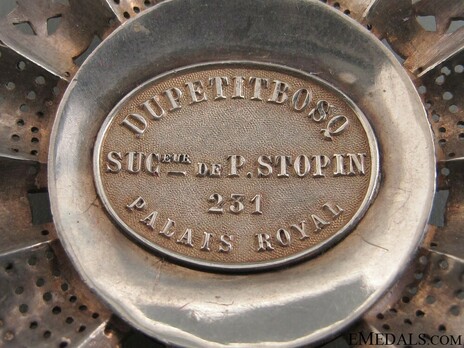 DUPETITBOSQ
SUCEUR DE P. STOPIN
231
PALAIS ROYAL
EMEDALS.COM